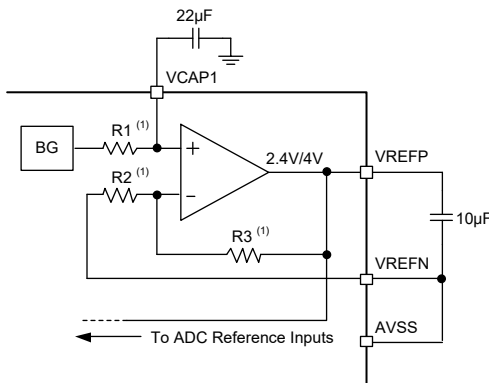 22µF
VCAP1
BG
R1 (1)
+
2.4V/4V
VREFP
R2 (1)
−
10µF
R3 (1)
VREFN
AVSS
To ADC Reference Inputs